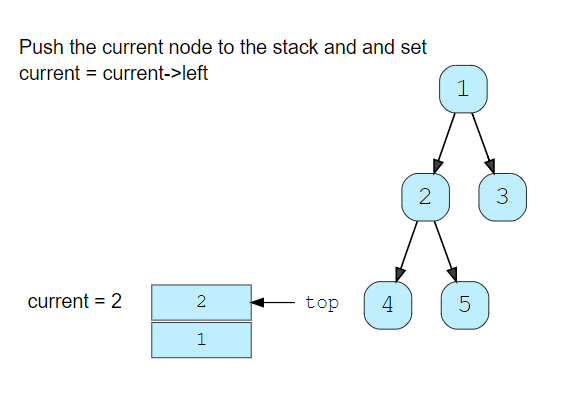 Push the current node to the stack and and set
current = current->left
1
2
3
current = 2
2
top
4
5
1